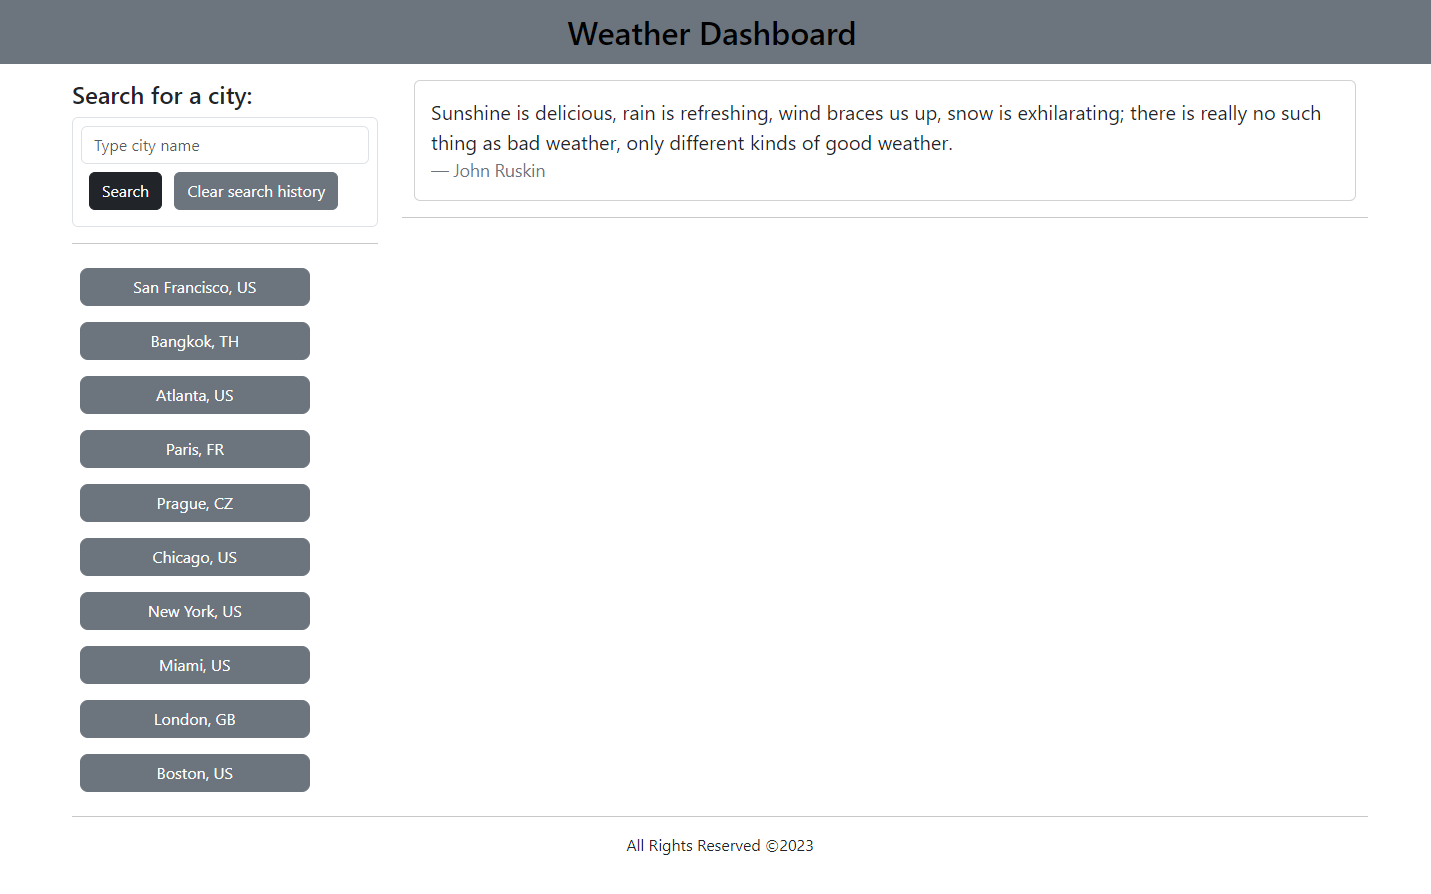 Weather Dashboard
Search for a city:
Type city name
Search
Clear search history
San Francisco, US
Bangkok, TH
Atlanta, US
Paris, FR
Prague, CZ
Chicago, US
New York, US
Miami, US
London, GB
Boston, US
Sunshine is delicious, rain is refreshing, wind braces us up, snow is exhilarating; there is really no such
thing as bad weather, only different kinds of good weather.
— John Ruskin
All Rights Reserved ©2023